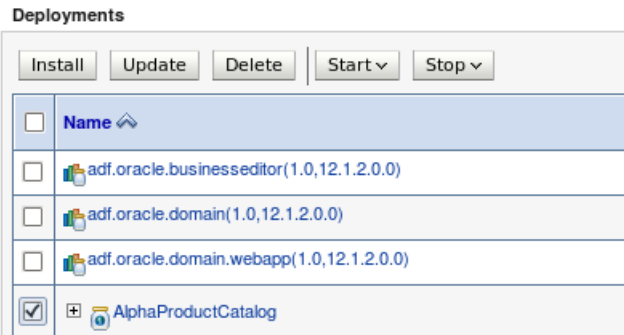 Deployments
Install Update Delete Start Stop
Name
adf.oracle.businesseditor(1.0,12.1.2.0.0)
adf.oracle.domain(1.0,12.1.2.0.0)
adf.oracle.domain.webapp(1.0,12.1.2.0.0)
AlphaProductCatalog